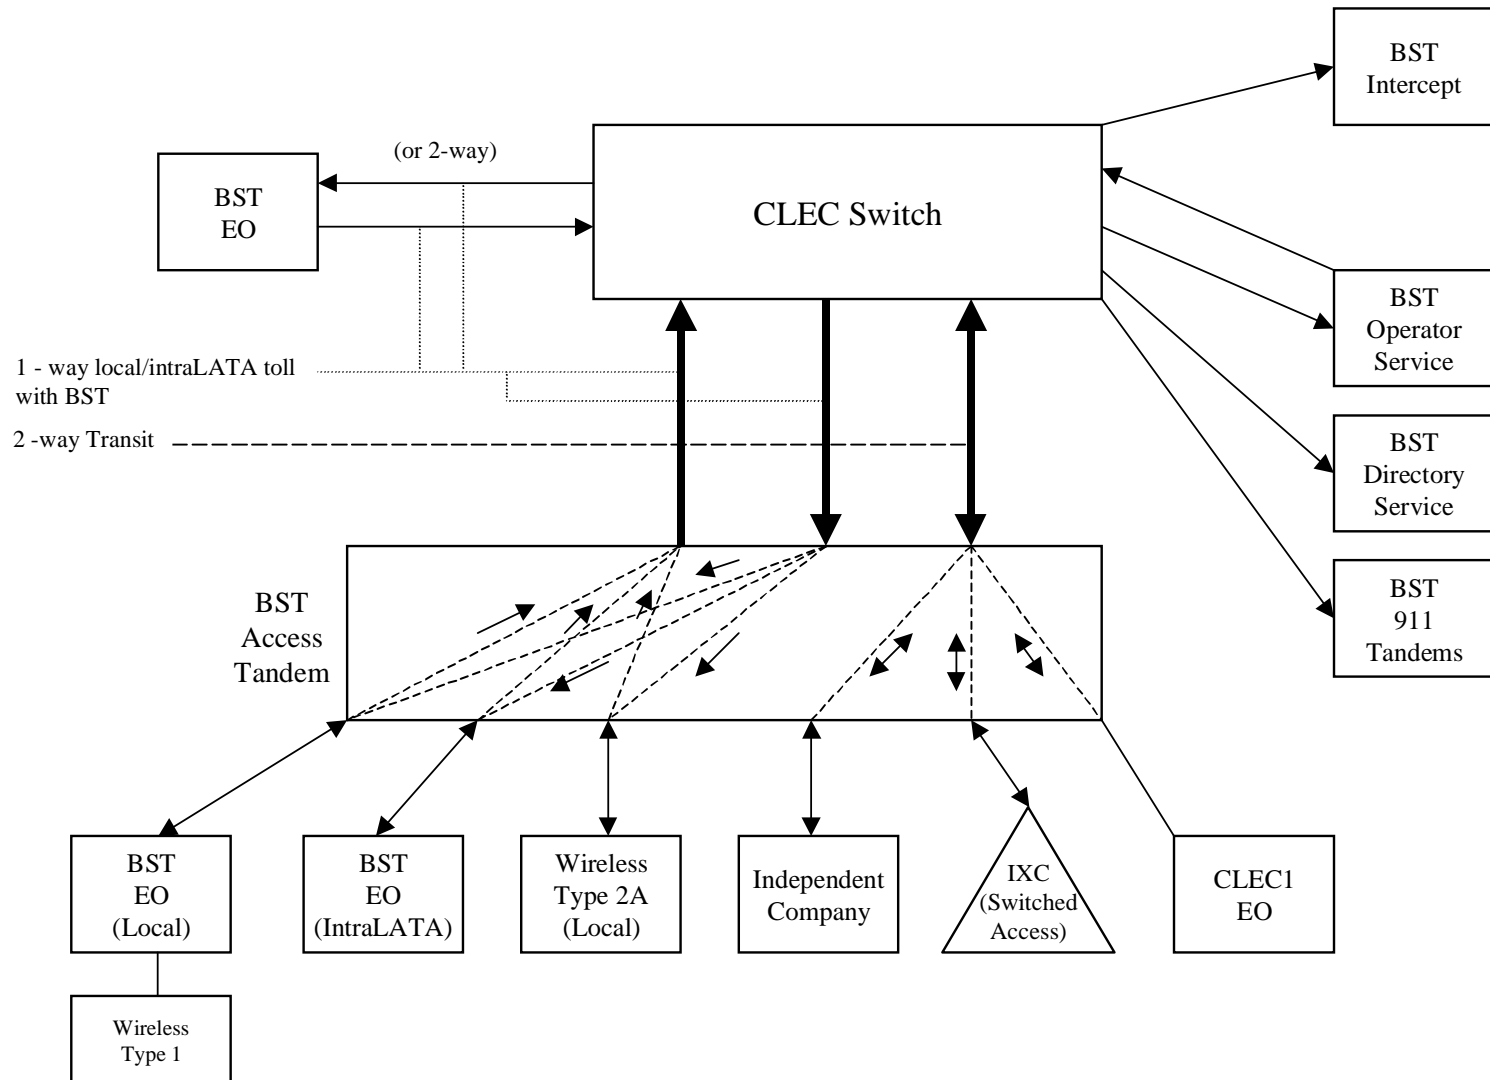 BST
Intercept
(or 2-way)
BST
EO
CLEC Switch
BST
Operator
Service
1 - way local/intraLATA toll
with BST
2 -way Transit
BST
Directory
Service
BST
911
Tandems
BST
Access
Tandem
BST
EO
(Local)
BST
EO
(IntraLATA)
Wireless
Type 2A
(Local)
Independent
Company
IXC
(Switched
Access)
CLEC1
EO
Wireless
Type 1